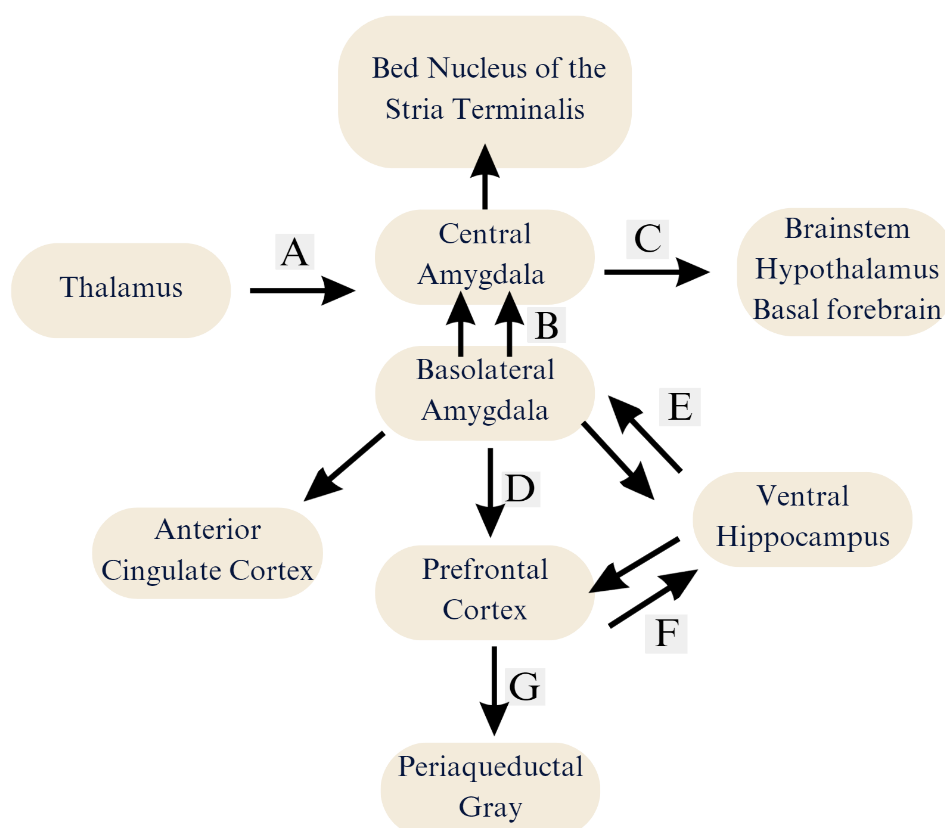 Bed Nucleus of the
Stria Terminalis
A
Thalamus
Central
Amygdala
C
Brainstem
Hypothalamus
Basal forebrain
B
Basolateral
Amygdala
E
D
Anterior
Cingulate Cortex
Ventral
Hippocampus
Prefrontal
Cortex
F
G
Periaqueductal
Gray